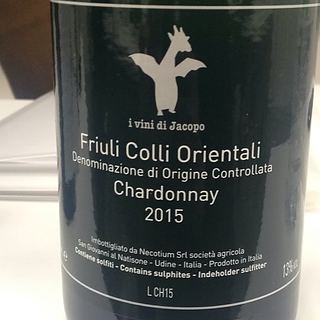 i vini di Jacopo
Friuli Colli Orientali
Denominazione di Origine Controllata
Chardonnay
2015
Imbottigliato da Necotium Srl società agricola
San Giovanni al Natisone - Udine - Italia - Prodotto in Italia
Contiene solfiti - Contains sulphites - Indeholder sulfitter
13%
L CH15